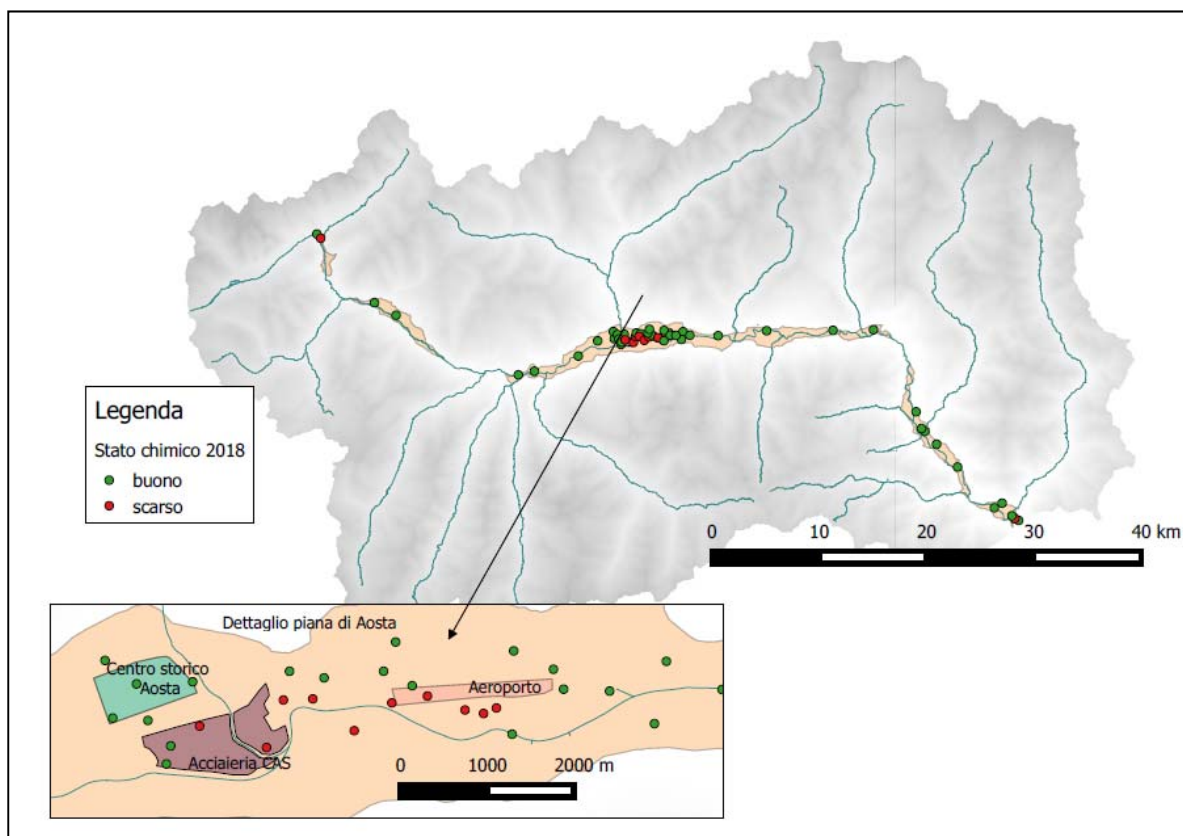 Legenda
Stato chimico 2018
buono
scarso
0 10 20 30 40 km
Dettaglio piana di Aosta
Centro storico
Aosta
Aeroporto
Acciaieria CAS
0 1000 2000 m